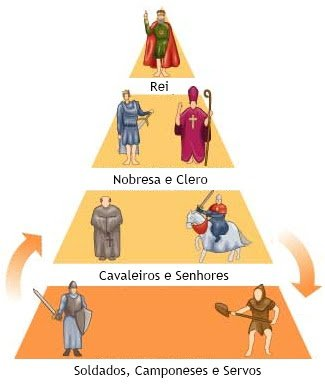 Rei
Nobresa e Clero
Cavaleiros e Senhores
Soldados, Camponeses e Servos